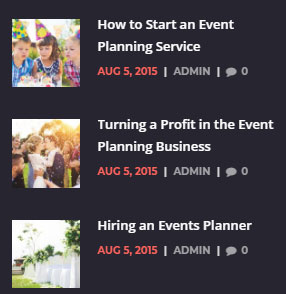 How to Start an Event
Planning Service
AUG 5, 2015 | ADMIN | 0
Turning a Profit in the Event
Planning Business
AUG 5, 2015 | ADMIN | 0
Hiring an Events Planner
AUG 5, 2015 | ADMIN | 0